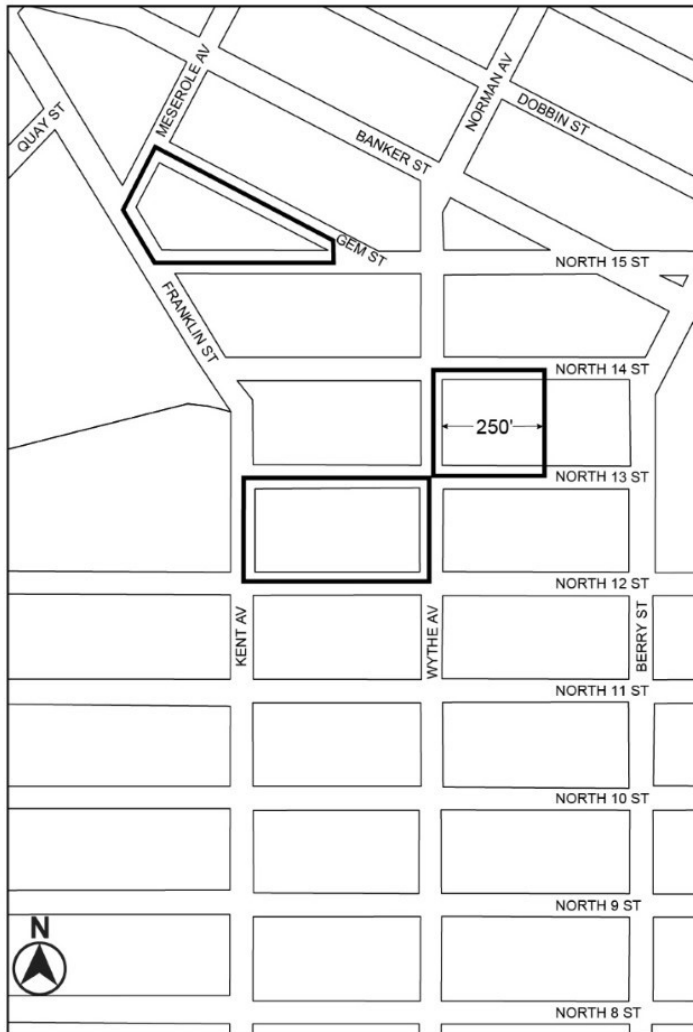 MESEROLE AV
NORMAN AV
QUAY ST
DOBBIN ST
BANKER ST
GEM ST
NORTH 15 ST
FRANKLIN ST
NORTH 14 ST
250'
NORTH 13 ST
NORTH 12 ST
KENT AV
WYTHE AV
BERRY ST
NORTH 11 ST
NORTH 10 ST
NORTH 9 ST
N
NORTH 8 ST